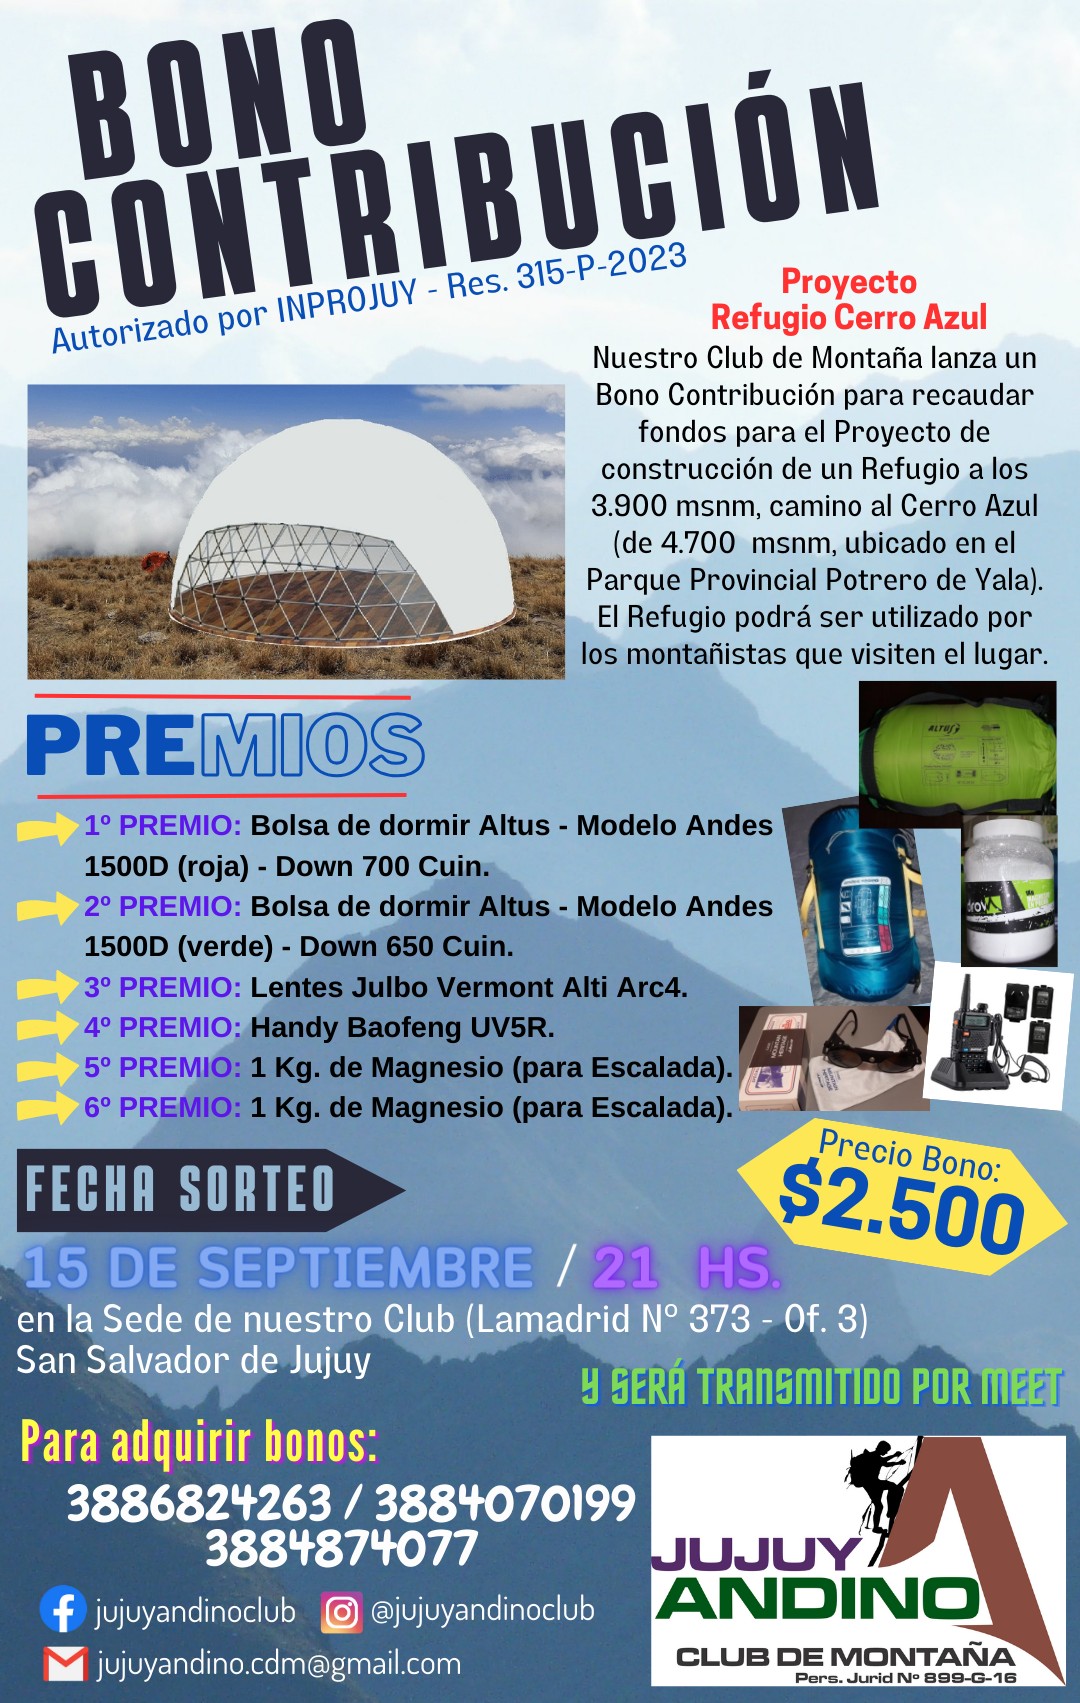 BONO
CONTRIBUCIÓN
Autorizado por INPROJUY - Res. 315-P-2023
Proyecto
Refugio Cerro Azul
Nuestro Club de Montaña lanza un
Bono Contribución para recaudar
fondos para el Proyecto de
construcción de un Refugio a los
3.900 msnm, camino al Cerro Azul
(de 4.700 msnm, ubicado en el
Parque Provincial Potrero de Yala).
El Refugio podrá ser utilizado por
los montañistas que visiten el lugar.
PREMIOS
ALTUS
1º PREMIO: Bolsa de dormir Altus - Modelo Andes
1500D (roja) - Down 700 Cuin.
2º PREMIO: Bolsa de dormir Altus - Modelo Andes
1500D (verde) - Down 650 Cuin.
3º PREMIO: Lentes Julbo Vermont Alti Arc4.
4º PREMIO: Handy Baofeng UV5R.
5º PREMIO: 1 Kg. de Magnesio (para Escalada).
6º PREMIO: 1 Kg. de Magnesio (para Escalada).
Precio Bono:
$2.500
FECHA SORTEO
15 DE SEPTIEMBRE / 21 HS.
en la Sede de nuestro Club (Lamadrid Nº 373 - Of. 3)
San Salvador de Jujuy
Y SERÁ TRANSMITIDO POR MEET
Para adquirir bonos:
3886824263 / 3884070199
3884874077
jujuyandinoclub @jujuyandinoclub
jujuyandino.cdm@gmail.com
JUJUY
ANDINO
CLUB DE MONTAÑA
Pers. Jurid Nº 899-G-16